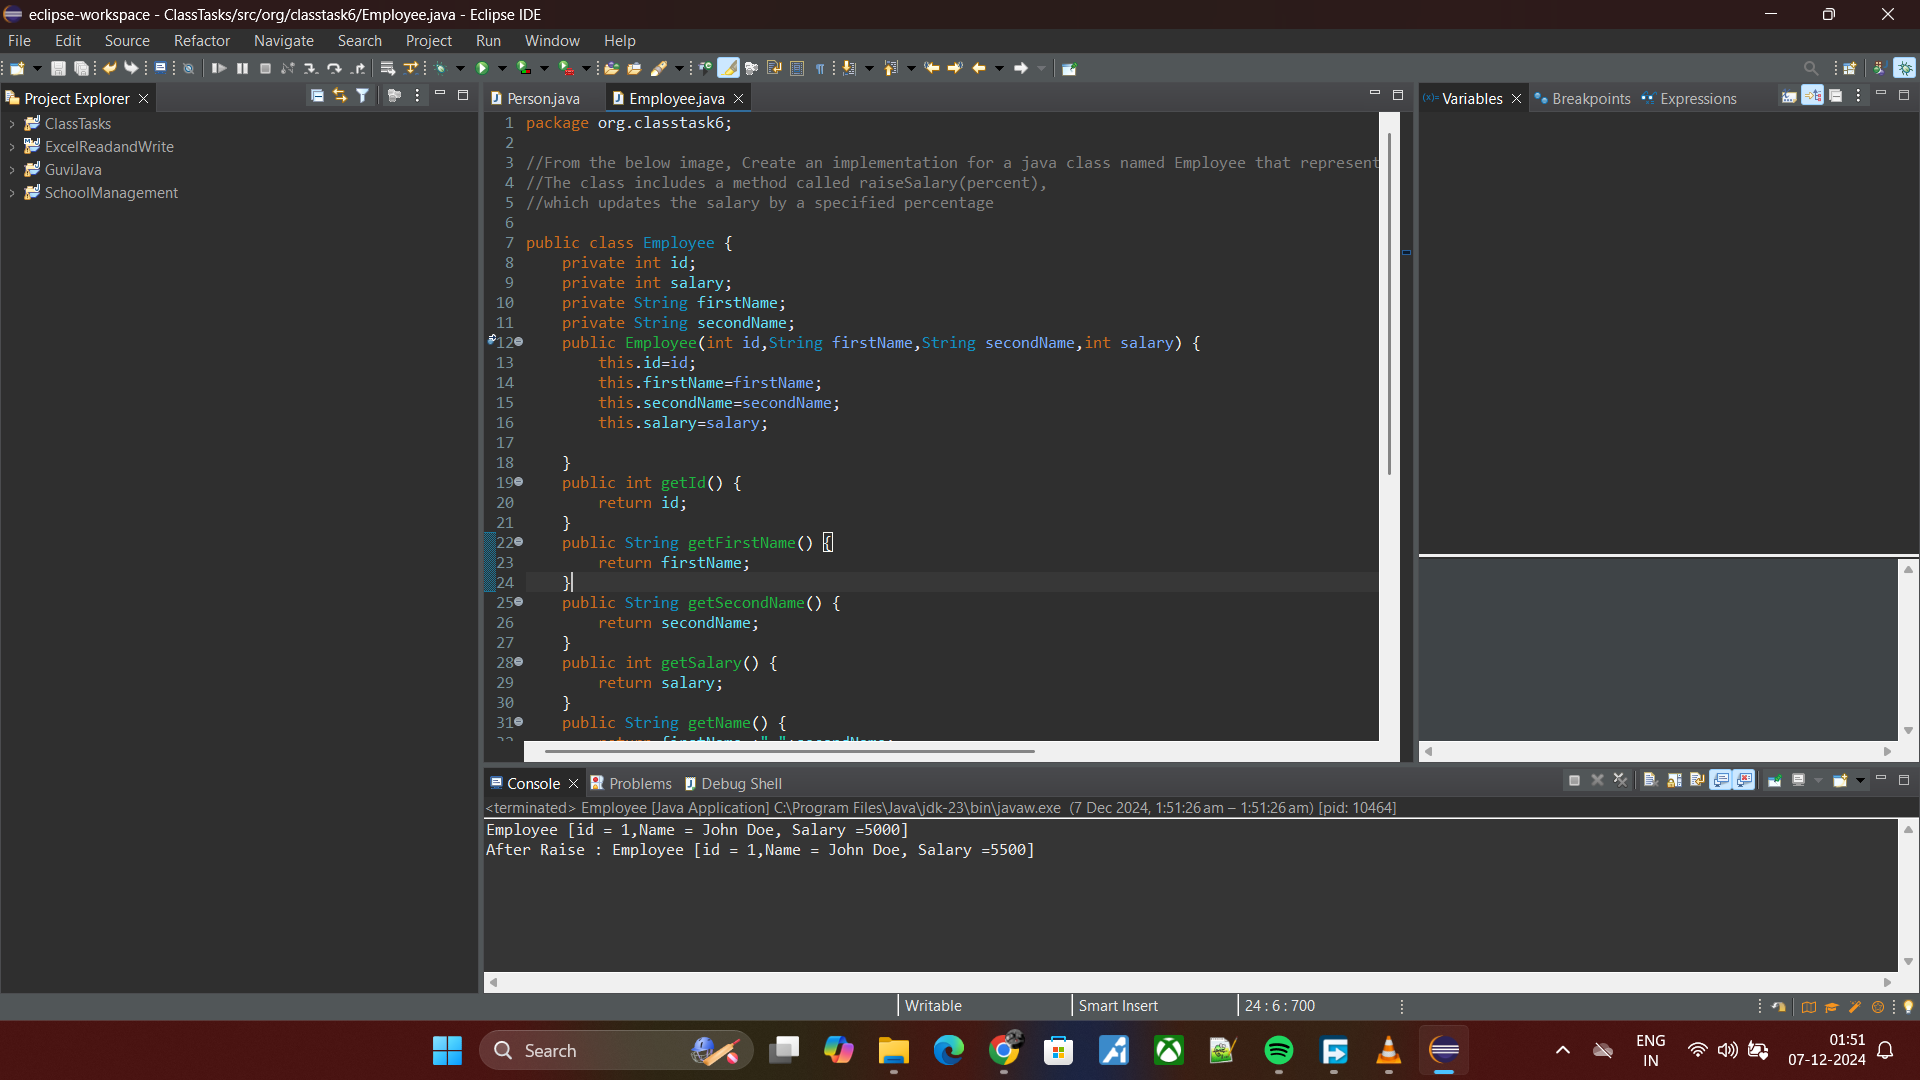 eclipse-workspace - ClassTasks/src/org/classtask6/Employee.java - Eclipse IDE
File Edit Source Refactor Navigate Search Project Run Window Help
Project Explorer
ClassTasks
ExcelReadandWrite
GuviJava
SchoolManagement
Person.java Employee.java
1 package org.classtask6;
2
3 //From the below image, Create an implementation for a java class named Employee that represent
4 //The class includes a method called raiseSalary(percent),
5 //which updates the salary by a specified percentage
6
7 public class Employee {
8 private int id;
9 private int salary;
10 private String firstName;
11 private String secondName;
12 public Employee(int id,String firstName,String secondName,int salary) {
13 this.id=id;
14 this.firstName=firstName;
15 this.secondName=secondName;
16 this.salary=salary;
17
18 }
19 public int getId() {
20 return id;
21 }
22 public String getFirstName() {
23 return firstName;
24 }
25 public String getSecondName() {
26 return secondName;
27 }
28 public int getSalary() {
29 return salary;
30 }
31 public String getName() {
Variables Breakpoints Expressions
Console Problems Debug Shell
<terminated> Employee [Java Application] C:\Program Files\Java\jdk-23\bin\javaw.exe (7 Dec 2024, 1:51:26 am – 1:51:26 am) [pid: 10464]
Employee [id = 1,Name = John Doe, Salary =5000]
After Raise : Employee [id = 1,Name = John Doe, Salary =5500]
Writable Smart Insert 24 : 6 : 700
Search
ENG
IN
01:51
07-12-2024